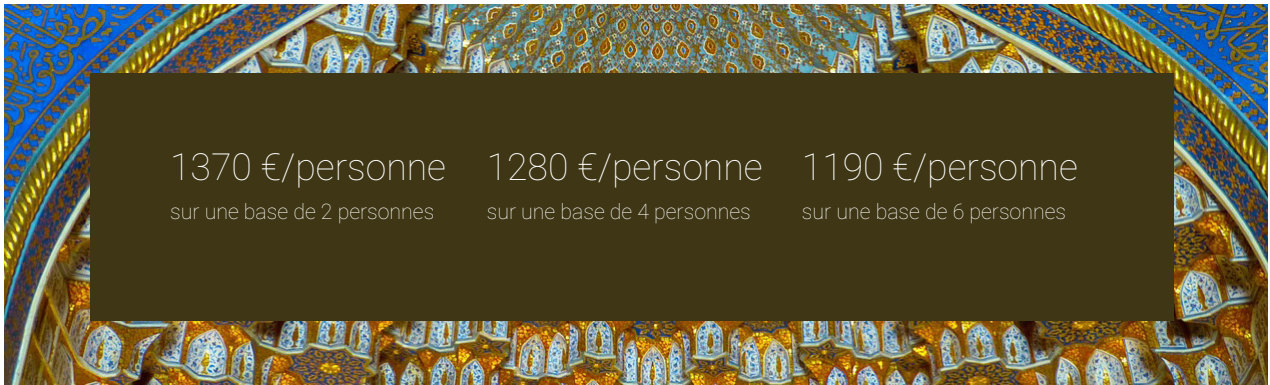 1370 €/personne 1280 €/personne 1190 €/personne
sur une base de 2 personnes sur une base de 4 personnes sur une base de 6 personnes